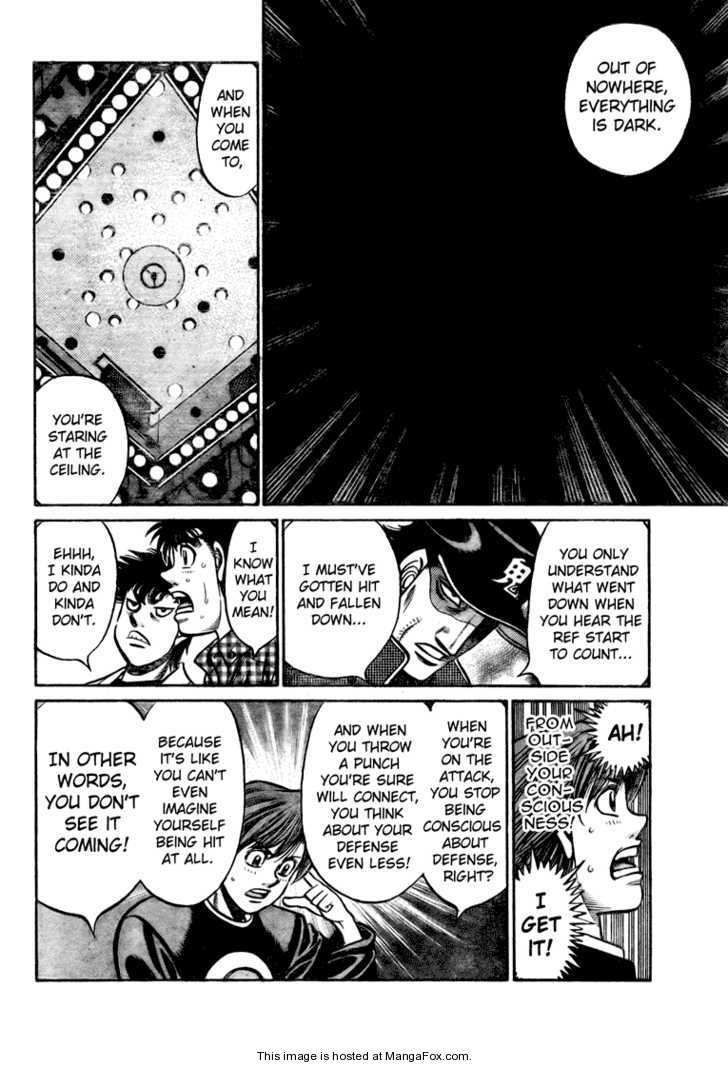 OUT OF
NOWHERE,
EVERYTHING
IS DARK.
AND
WHEN
YOU
COME
TO,
YOU'RE
STARING
AT THE
CEILING.
YOU ONLY
UNDERSTAND
WHAT WENT
DOWN WHEN
YOU HEAR THE
REF START
TO COUNT...
I MUST'VE
GOTTEN HIT
AND FALLEN
DOWN...
I
KNOW
WHAT
YOU
MEAN!
EHHH,
I KINDA
DO AND
KINDA
DON'T.
AH!
FROM
OUT-
SIDE
YOUR
CON-
SCIOUS
NESS!
I
GET
IT!
WHEN
YOU'RE
ON THE
ATTACK,
YOU STOP
BEING
CONSCIOUS
ABOUT
DEFENSE,
RIGHT?
AND WHEN
YOU THROW
A PUNCH
YOU'RE SURE
WILL CONNECT,
YOU THINK
ABOUT YOUR
DEFENSE
EVEN LESS!
BECAUSE
IT'S LIKE
YOU CAN'T
EVEN
IMAGINE
YOURSELF
BEING HIT
AT ALL.
IN OTHER
WORDS,
YOU DON'T
SEE IT
COMING!
This image is hosted at MangaFox.com.